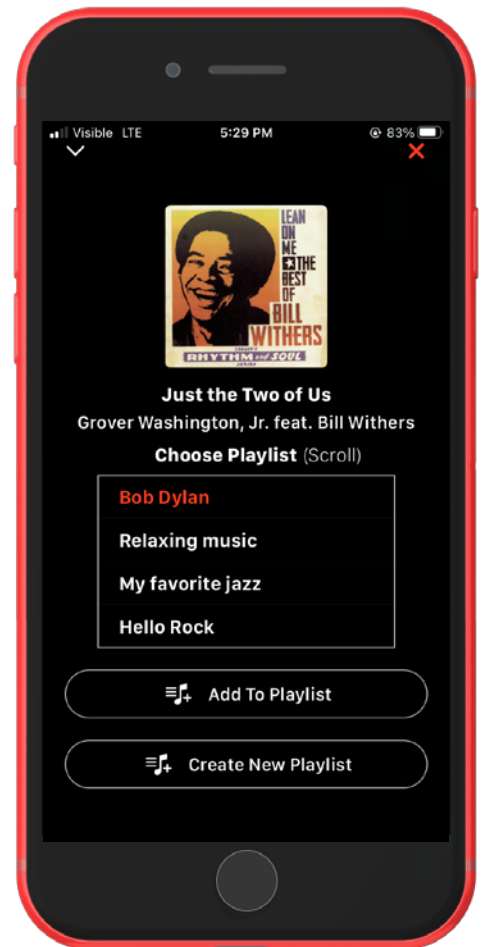 Visible LTE 5:29 PM 83%
LEAN
ON
ME
THE
BEST
OF
BILL
WITHERS
RHYTHM and SOUL
SERIES
Just the Two of Us
Grover Washington, Jr. feat. Bill Withers
Choose Playlist (Scroll)
Bob Dylan
Relaxing music
My favorite jazz
Hello Rock
Add To Playlist
Create New Playlist